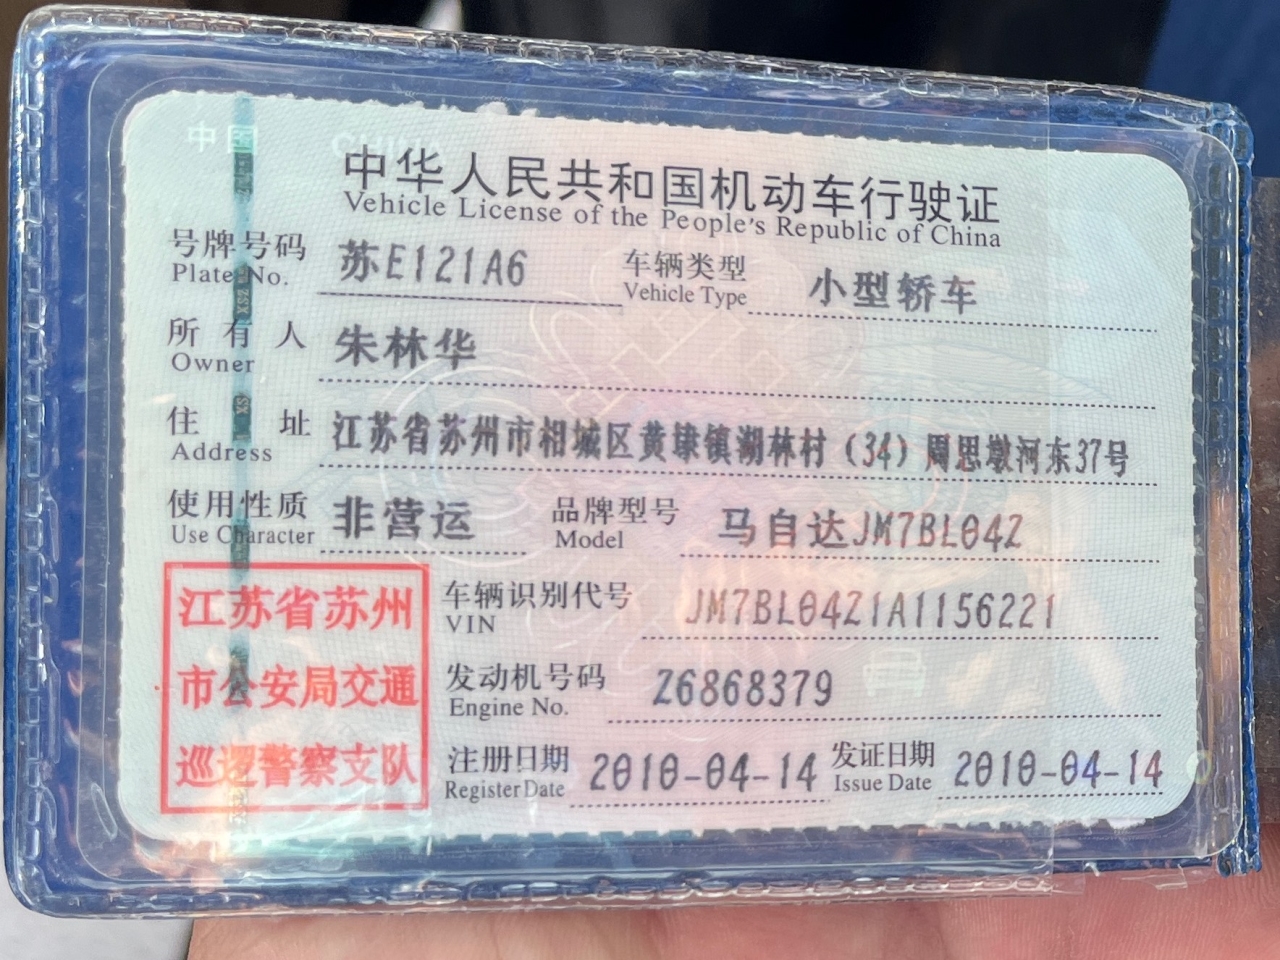 中国 CHINA
中华人民共和国机动车行驶证
Vehicle License of the People's Republic of China
号牌号码 苏E121A6 车辆类型 小型轿车
Plate No. Vehicle Type
所有人 朱林华
Owner
住址 江苏省苏州市相城区黄埭镇湖林村（34）周思墩河东37号
Address
使用性质 非营运 品牌型号 马自达JM7BL04Z
Use Character Model
江苏省苏州
市公安局交通
巡逻警察支队
车辆识别代号 JM7BL04Z1A1156221
VIN
发动机号码 Z6868379
Engine No.
注册日期 2010-04-14 发证日期 2010-04-14
Register Date Issue Date